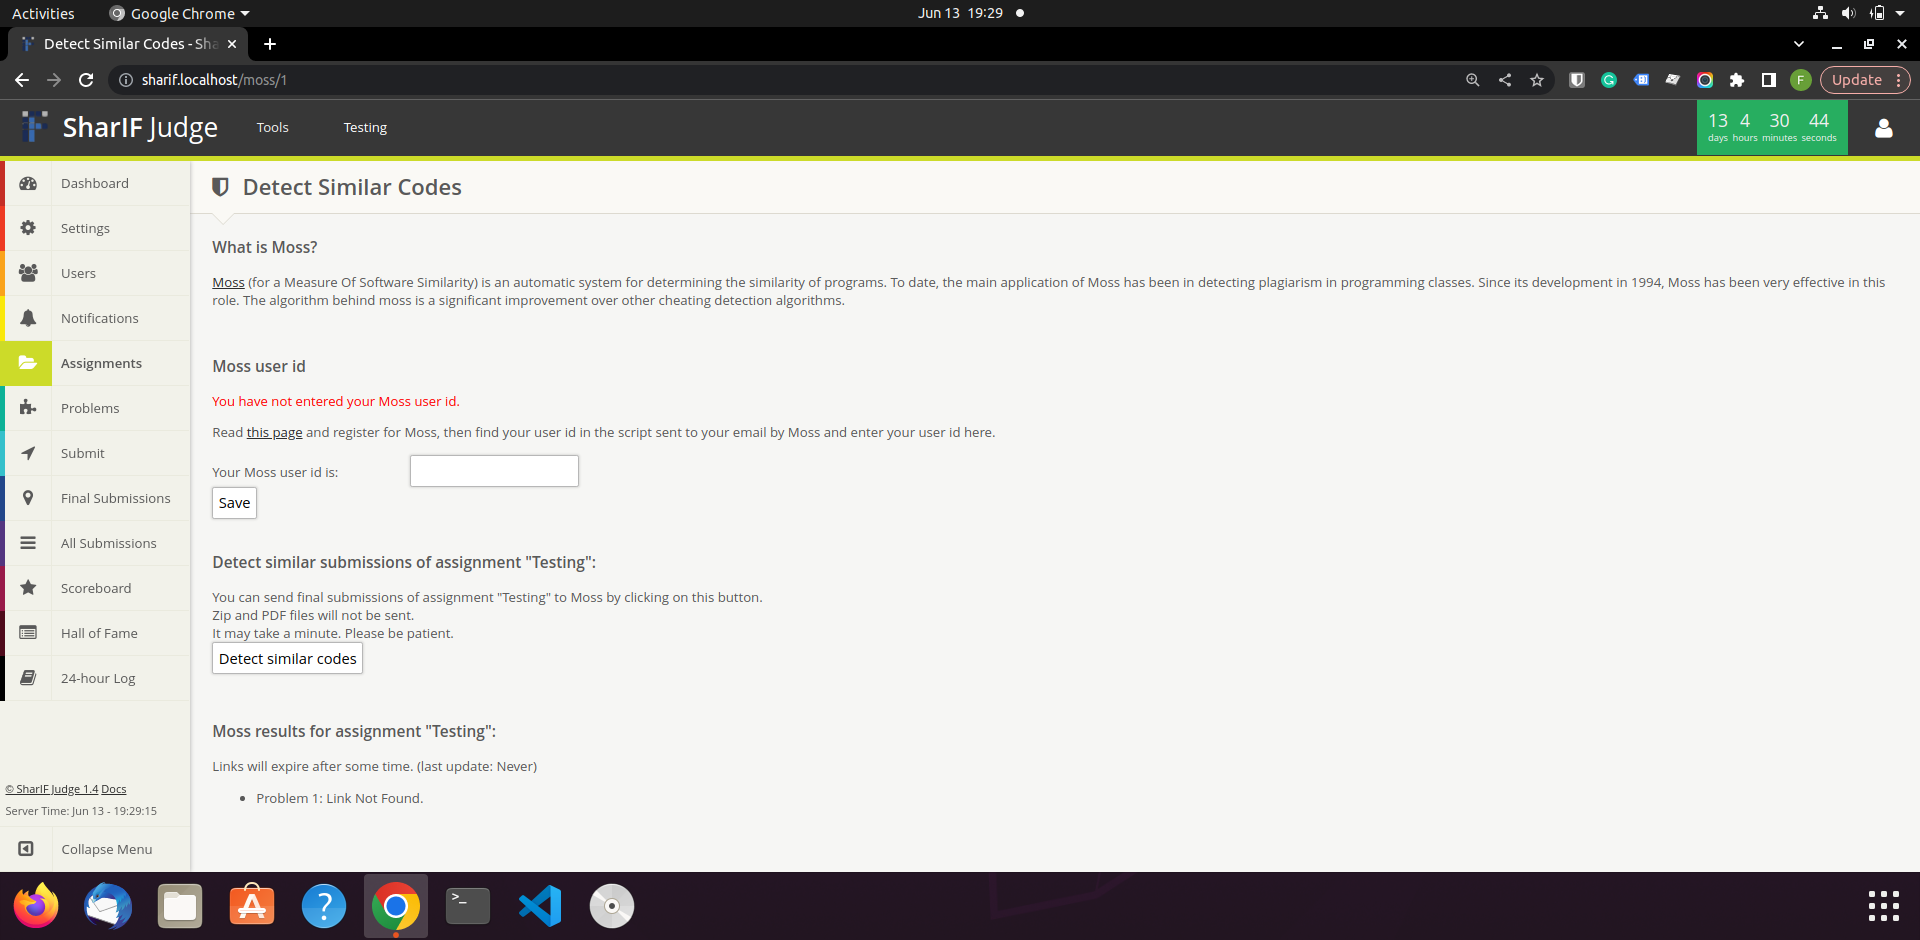 Activities Google Chrome Jun 13 19:29
Detect Similar Codes - Sha
sharif.localhost/moss/1 F Update
SharIF Judge Tools Testing 13 days 4 hours 30 minutes 44 seconds
Dashboard
Settings
Users
Notifications
Assignments
Problems
Submit
Final Submissions
All Submissions
Scoreboard
Hall of Fame
24-hour Log
© SharIF Judge 1.4 Docs
Server Time: Jun 13 - 19:29:15
Collapse Menu
Detect Similar Codes
What is Moss?
Moss (for a Measure Of Software Similarity) is an automatic system for determining the similarity of programs. To date, the main application of Moss has been in detecting plagiarism in programming classes. Since its development in 1994, Moss has been very effective in this
role. The algorithm behind moss is a significant improvement over other cheating detection algorithms.
Moss user id
You have not entered your Moss user id.
Read this page and register for Moss, then find your user id in the script sent to your email by Moss and enter your user id here.
Your Moss user id is:
Save
Detect similar submissions of assignment "Testing":
You can send final submissions of assignment "Testing" to Moss by clicking on this button.
Zip and PDF files will not be sent.
It may take a minute. Please be patient.
Detect similar codes
Moss results for assignment "Testing":
Links will expire after some time. (last update: Never)
Problem 1: Link Not Found.